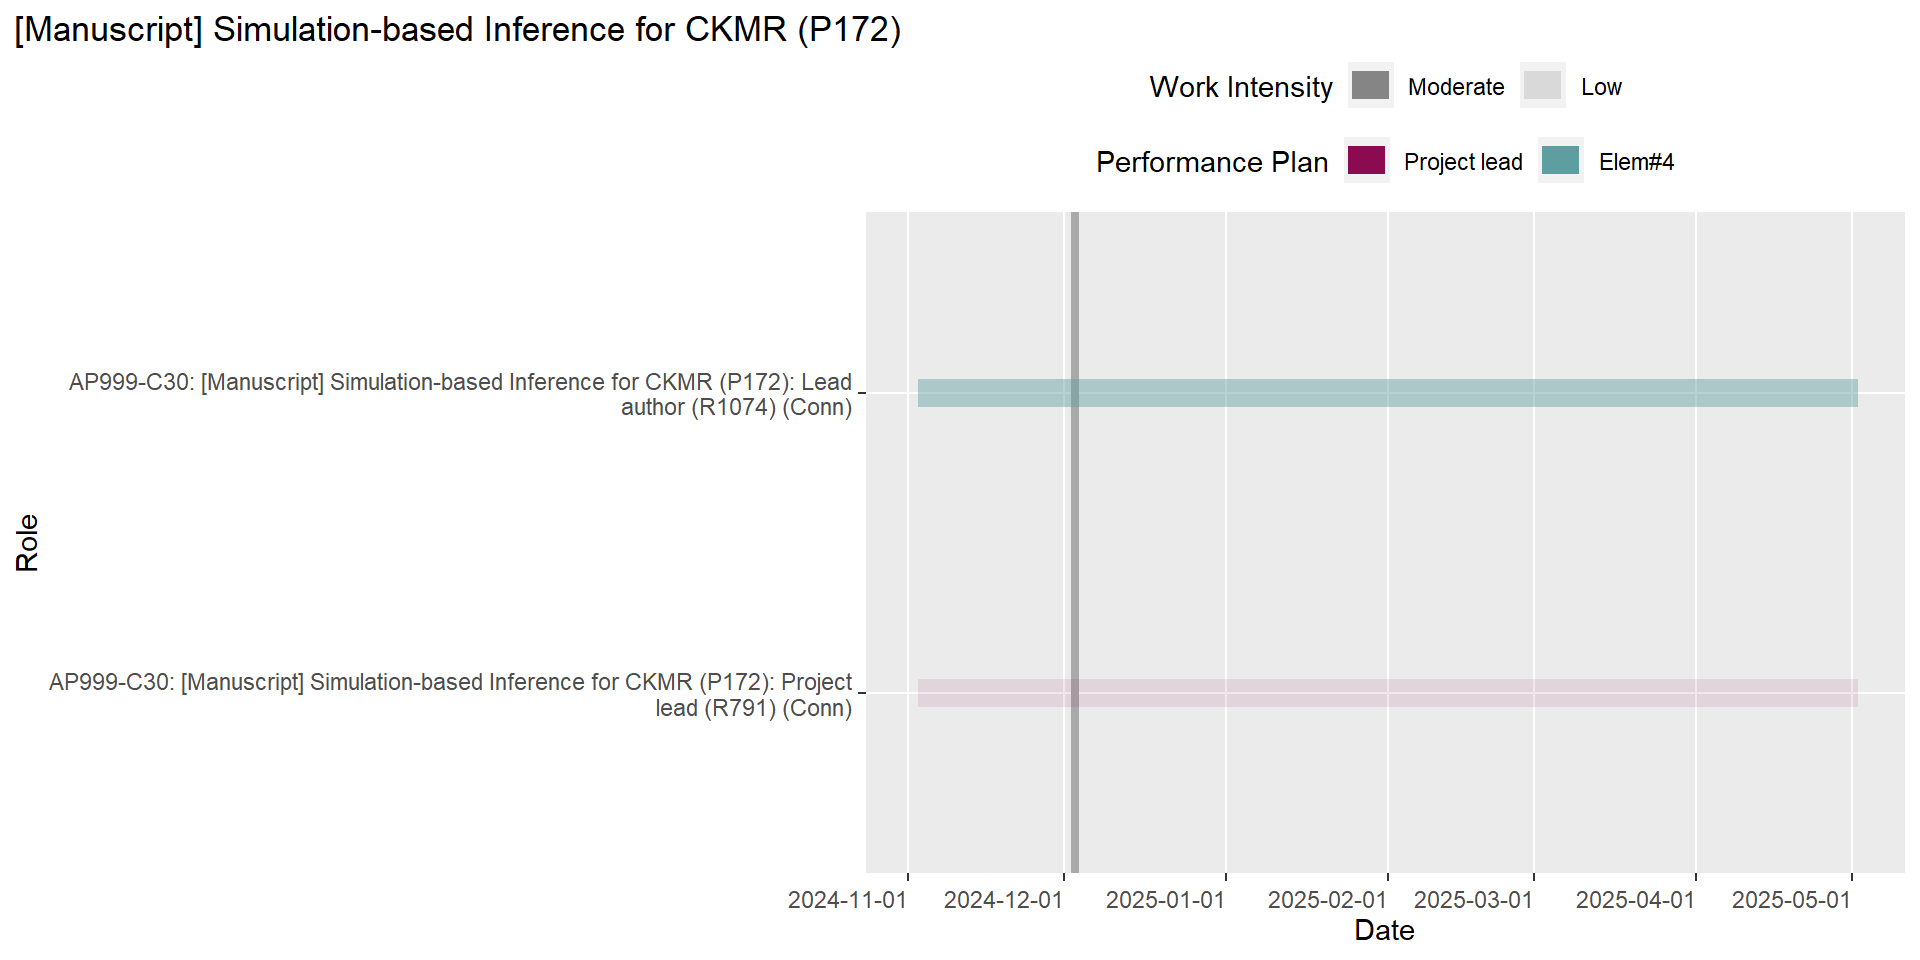 [Manuscript] Simulation-based Inference for CKMR (P172)
Work Intensity Moderate Low
Performance Plan Project lead Elem#4
AP999-C30: [Manuscript] Simulation-based Inference for CKMR (P172): Lead
author (R1074) (Conn)
Role
AP999-C30: [Manuscript] Simulation-based Inference for CKMR (P172): Project
lead (R791) (Conn)
2024-11-01 2024-12-01 2025-01-01 2025-02-01 2025-03-01 2025-04-01 2025-05-01
Date